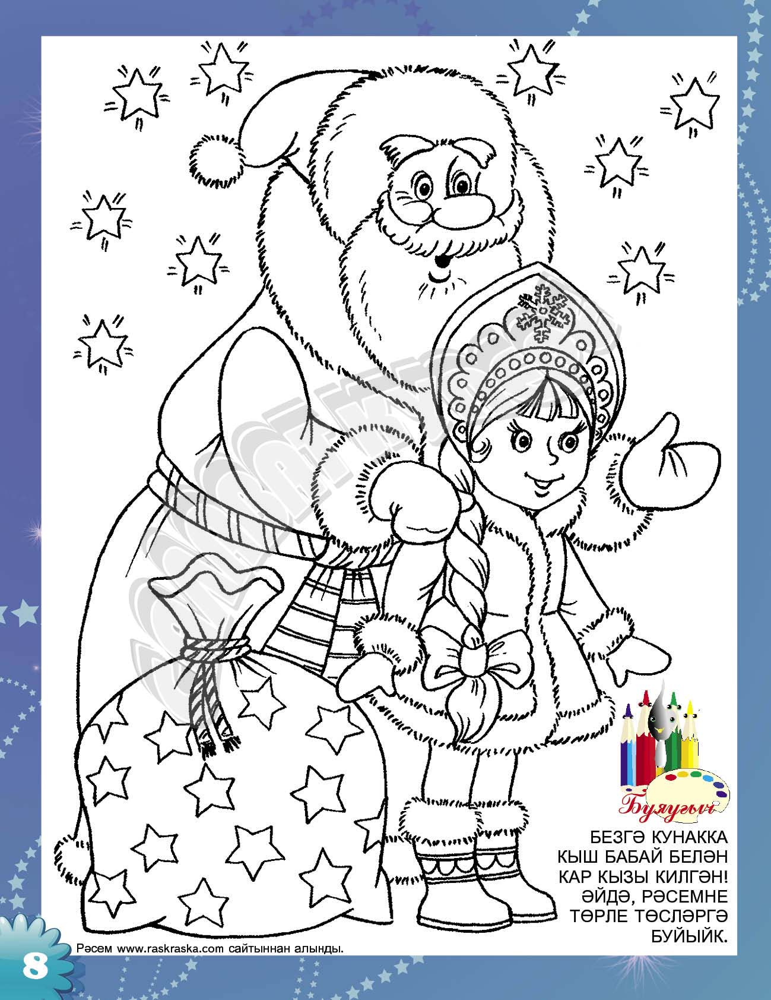 Буяугыч
БЕЗГӘ КУНАККА
КЫШ БАБАЙ БЕЛӘН
КАР КЫЗЫ КИЛГӘН!
ӘЙДӘ, РӘСЕМНЕ
ТӨРЛЕ ТӨСЛӘРГӘ
БУЙЫЙК.
Рәсем www.raskraska.com сайтыннан алынды.
8